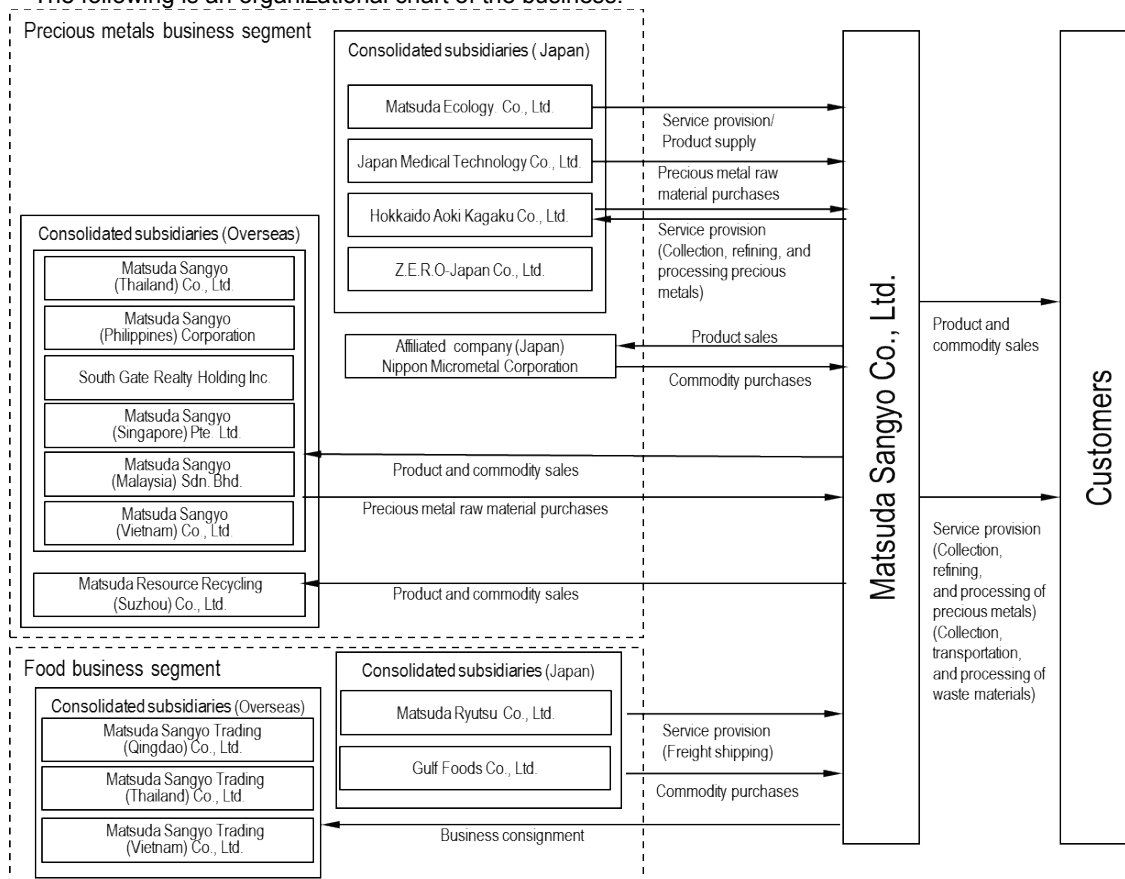 The following is an organizational chart of the business.
Precious metals business segment
Consolidated subsidiaries ( Japan)
Matsuda Ecology. Co., Ltd.
Japan Medical Technology Co., Ltd.
Hokkaido Aoki Kagaku Co., Ltd.
Z.E.R.O-Japan Co., Ltd.
Service provision/
Product supply
Precious metal raw
material purchases
Service provision
(Collection, refining, and
processing precious
metals)
Affiliated company (Japan)
Nippon Micrometal Corporation
Product sales
Commodity purchases
Consolidated subsidiaries (Overseas)
Matsuda Sangyo
(Thailand) Co., Ltd.
Matsuda Sangyo
(Philippines) Corporation
South Gate Realty Holding Inc.
Matsuda Sangyo
(Singapore) Pte. Ltd.
Matsuda Sangyo
(Malaysia) Sdn. Bhd.
Matsuda Sangyo
(Vietnam) Co., Ltd.
Matsuda Resource Recycling
(Suzhou) Co., Ltd.
Product and commodity sales
Precious metal raw material purchases
Product and commodity sales
Food business segment
Consolidated subsidiaries (Japan)
Matsuda Ryutsu Co., Ltd.
Gulf Foods Co., Ltd.
Service provision
(Freight shipping)
Commodity purchases
Consolidated subsidiaries (Overseas)
Matsuda Sangyo Trading
(Qingdao) Co., Ltd.
Matsuda Sangyo Trading
(Thailand) Co., Ltd.
Matsuda Sangyo Trading
(Vietnam) Co., Ltd.
Business consignment
Matsuda Sangyo Co., Ltd.
Product and
commodity sales
Service provision
(Collection,
refining,
and processing of
precious metals)
(Collection,
transportation,
and processing of
waste materials)
Customers